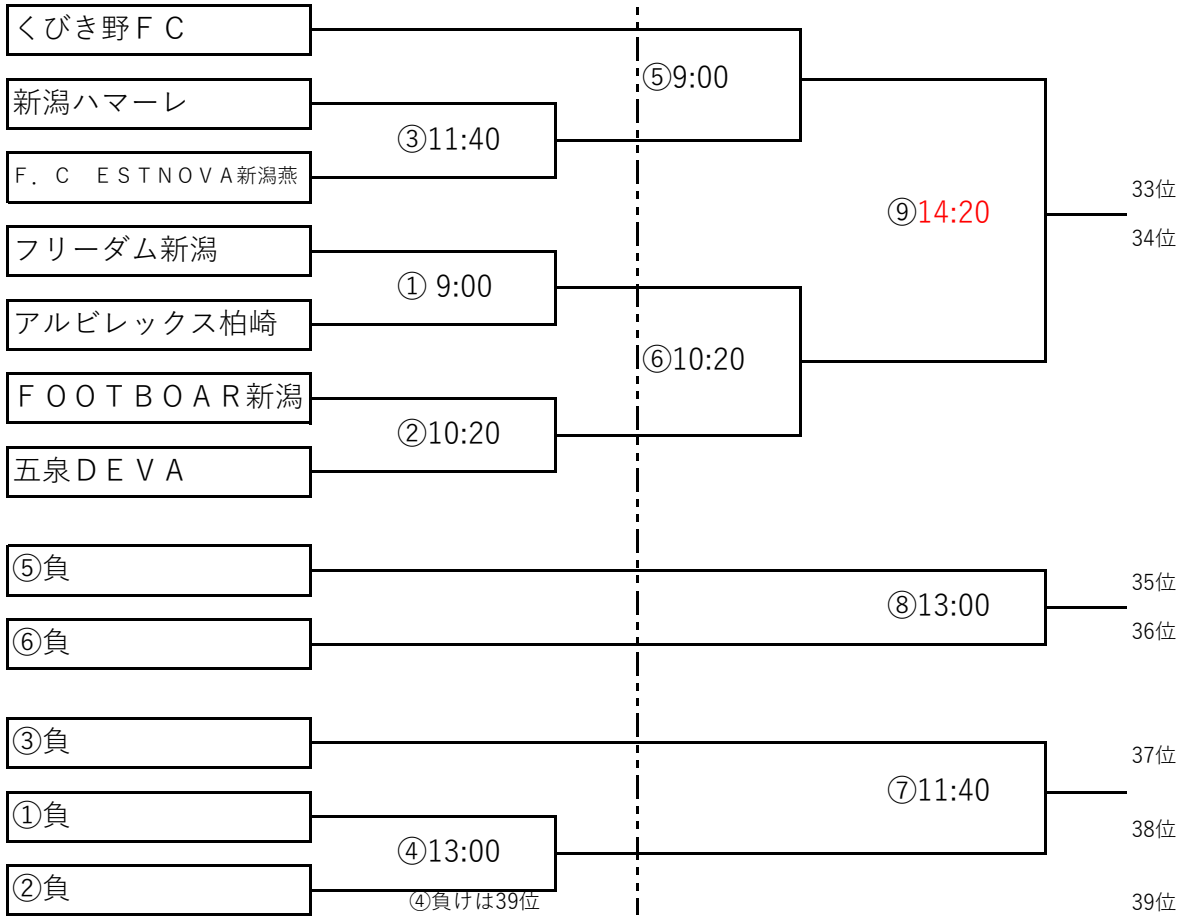 くびき野ＦＣ
⑤9:00
新潟ハマーレ
③11:40
Ｆ．Ｃ　ＥＳＴＮＯＶＡ新潟燕
33位
⑨14:20
34位
フリーダム新潟
① 9:00
アルビレックス柏崎
⑥10:20
ＦＯＯＴＢＯＡＲ新潟
②10:20
五泉ＤＥＶＡ
⑤負
35位
⑧13:00
36位
⑥負
③負
37位
⑦11:40
①負
38位
④13:00
②負
④負けは39位
39位